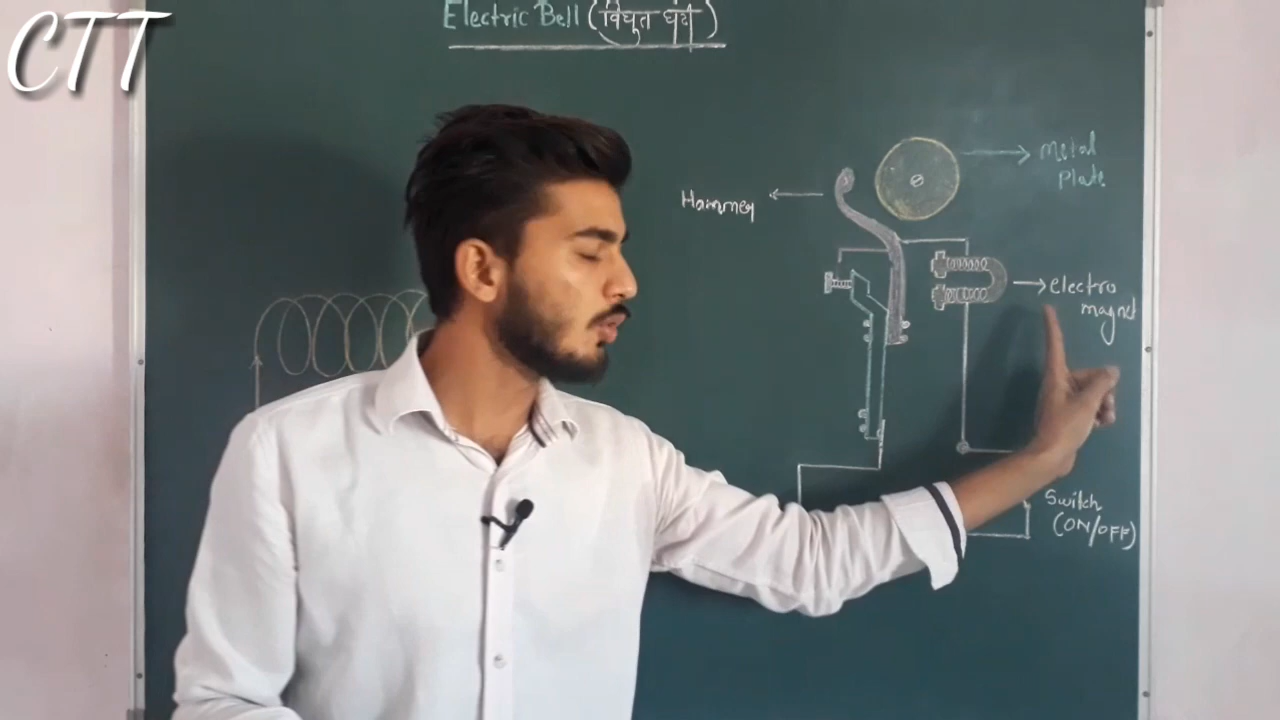 CTT
Electric Bell (विद्युत घंटी)
Metal
Plate
Hammer
electro
magnet
Switch
(ON/OFF)